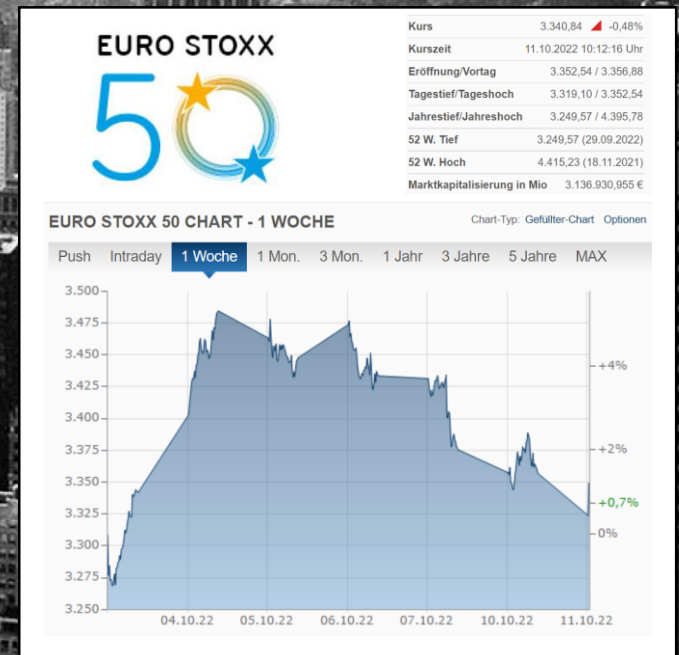 EURO STOXX
50
Kurs 3.340,84 -0,48%
Kurszeit 11.10.2022 10:12:16 Uhr
Eröffnung/Vortag 3.352,54 / 3.356,88
Tagestief/Tageshoch 3.319,10 / 3.352,54
Jahrestief/Jahreshoch 3.249,57 / 4.395,78
52 W. Tief 3.249,57 (29.09.2022)
52 W. Hoch 4.415,23 (18.11.2021)
Marktkapitalisierung in Mio 3.136.930,955 €
EURO STOXX 50 CHART - 1 WOCHE Chart-Typ: Gefüllter-Chart Optionen
Push Intraday 1 Woche 1 Mon. 3 Mon. 1 Jahr 3 Jahre 5 Jahre MAX
3.500
3.475
3.450
3.425
3.400
3.375
3.350
3.325
3.300
3.275
3.250
+4%
+2%
+0,7%
0%
04.10.22 05.10.22 06.10.22 07.10.22 10.10.22 11.10.22